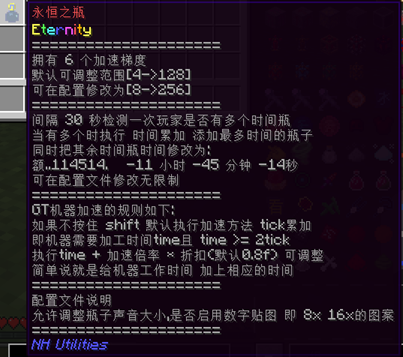 永恒之瓶
Eternity
=====================
拥有 6 个加速梯度
默认可调整范围[4->128]
可在配置修改为[8->256]
=====================
间隔 30 秒检测一次玩家是否有多个时间瓶
当有多个时执行 时间累加 添加最多时间的瓶子
同时把其余时间瓶时间修改为:
额..114514. -11 小时 -45 分钟 -14秒
可在配置文件修改无限制
=====================
GT机器加速的规则如下:
如果不按住 shift 默认执行加速方法 tick累加
即机器需要加工时间time且 time >= 2tick
执行time + 加速倍率 * 折扣(默认0.8f) 可调整
简单说就是给机器工作时间 加上相应的时间
=====================
配置文件说明
允许调整瓶子声音大小,是否启用数字贴图 即 8x 16x的图案
NH Utilities